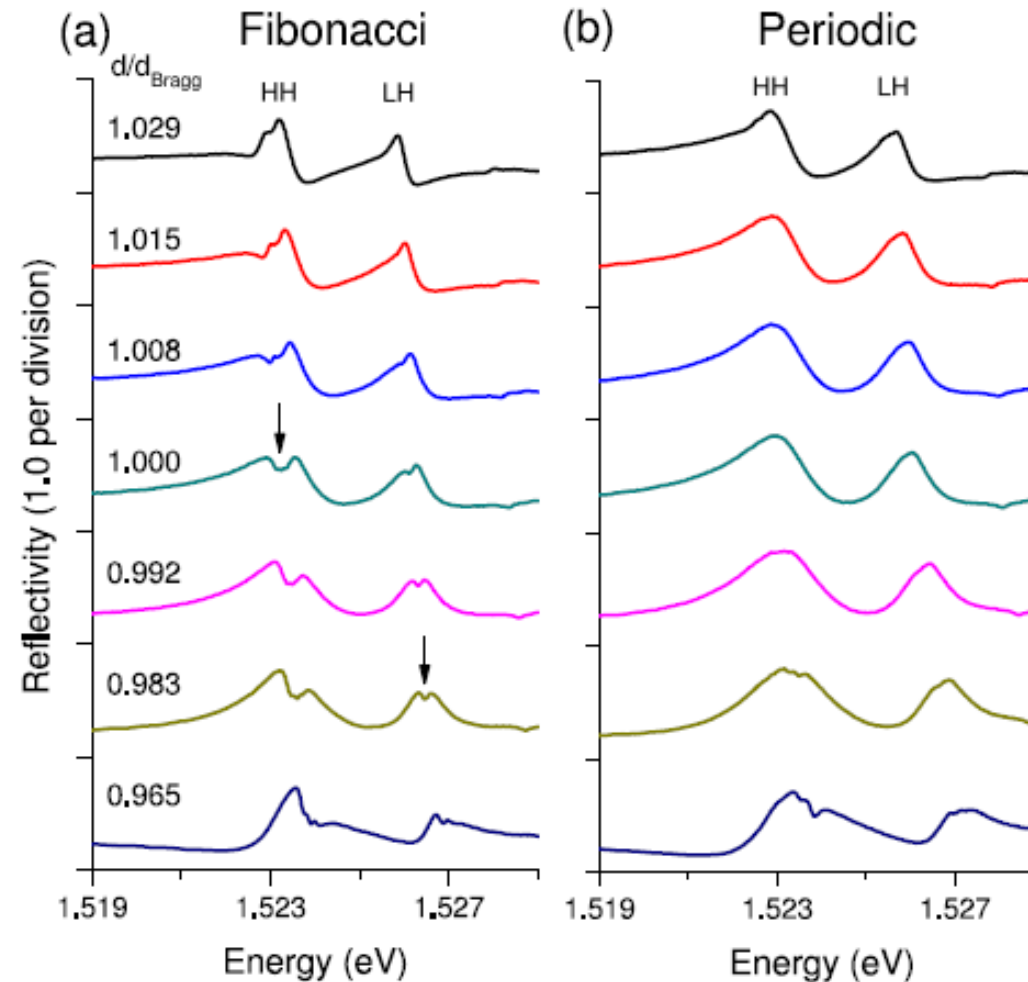 (a) Fibonacci
d/dBragg
HH LH
1.029
1.015
1.008
1.000
0.992
0.983
0.965
Reflectivity (1.0 per division)
1.519 1.523 1.527
Energy (eV)
(b) Periodic
HH LH
1.519 1.523 1.527
Energy (eV)